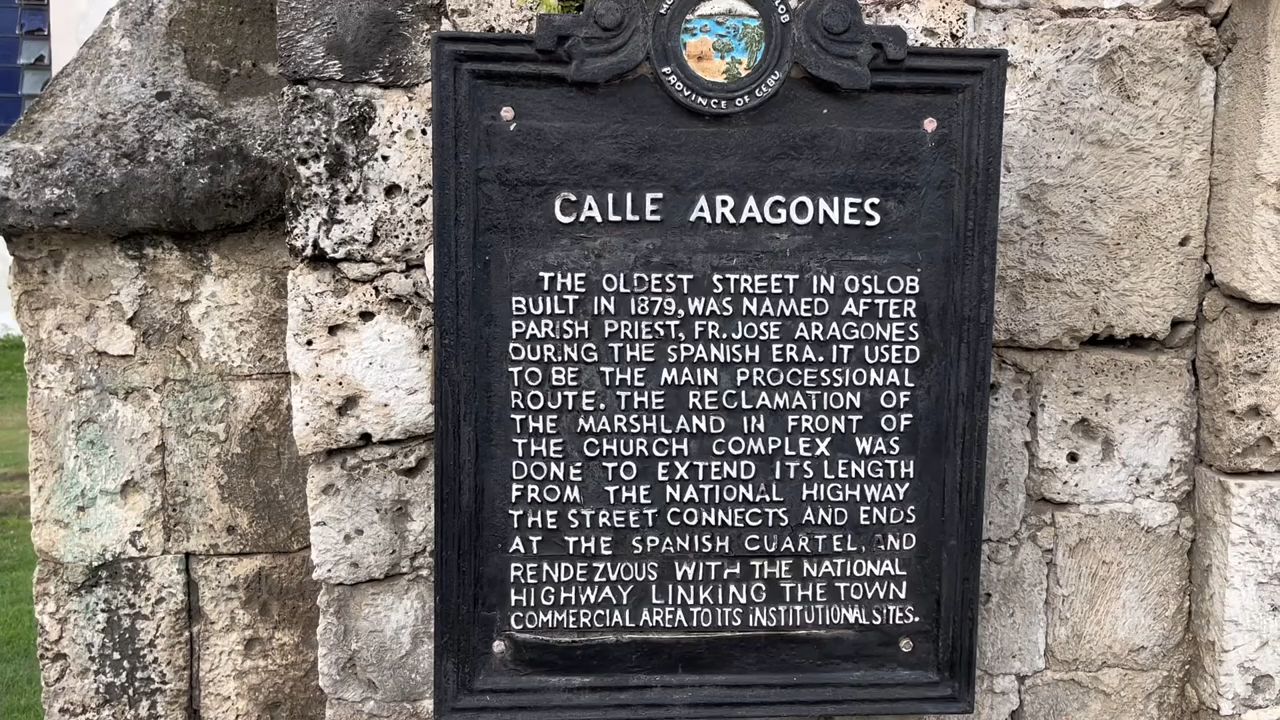 OSLOB
PROVINCE OF CEBU
CALLE ARAGONES
THE OLDEST STREET IN OSLOB
BUILT IN 1879, WAS NAMED AFTER
PARISH PRIEST, FR. JOSE ARAGONES
DURING THE SPANISH ERA. IT USED
TO BE THE MAIN PROCESSIONAL
ROUTE. THE RECLAMATION OF
THE MARSHLAND IN FRONT OF
THE CHURCH COMPLEX WAS
DONE TO EXTEND ITS LENGTH
FROM THE NATIONAL HIGHWAY
THE STREET CONNECTS AND ENDS
AT THE SPANISH CUARTEL, AND
RENDEZVOUS WITH THE NATIONAL
HIGHWAY LINKING THE TOWN
COMMERCIAL AREA TO ITS INSTITUTIONAL SITES.